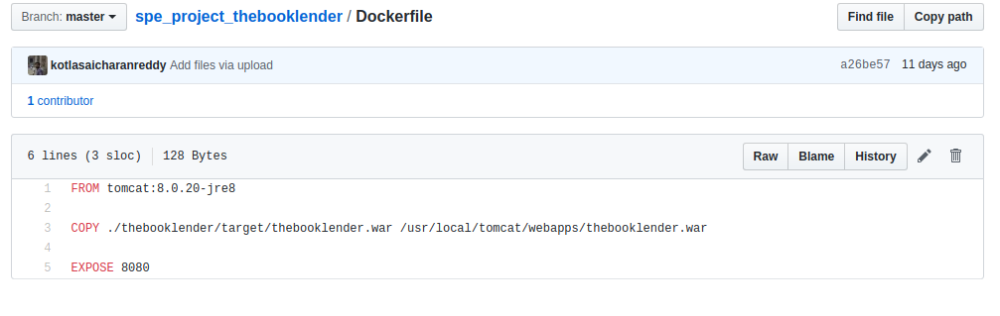 Branch: master spe_project_thebooklender / Dockerfile Find file Copy path
kotlasaicharanreddy Add files via upload a26be57 11 days ago
1 contributor
6 lines (3 sloc) 128 Bytes Raw Blame History
1 FROM tomcat:8.0.20-jre8
2
3 COPY ./thebooklender/target/thebooklender.war /usr/local/tomcat/webapps/thebooklender.war
4
5 EXPOSE 8080